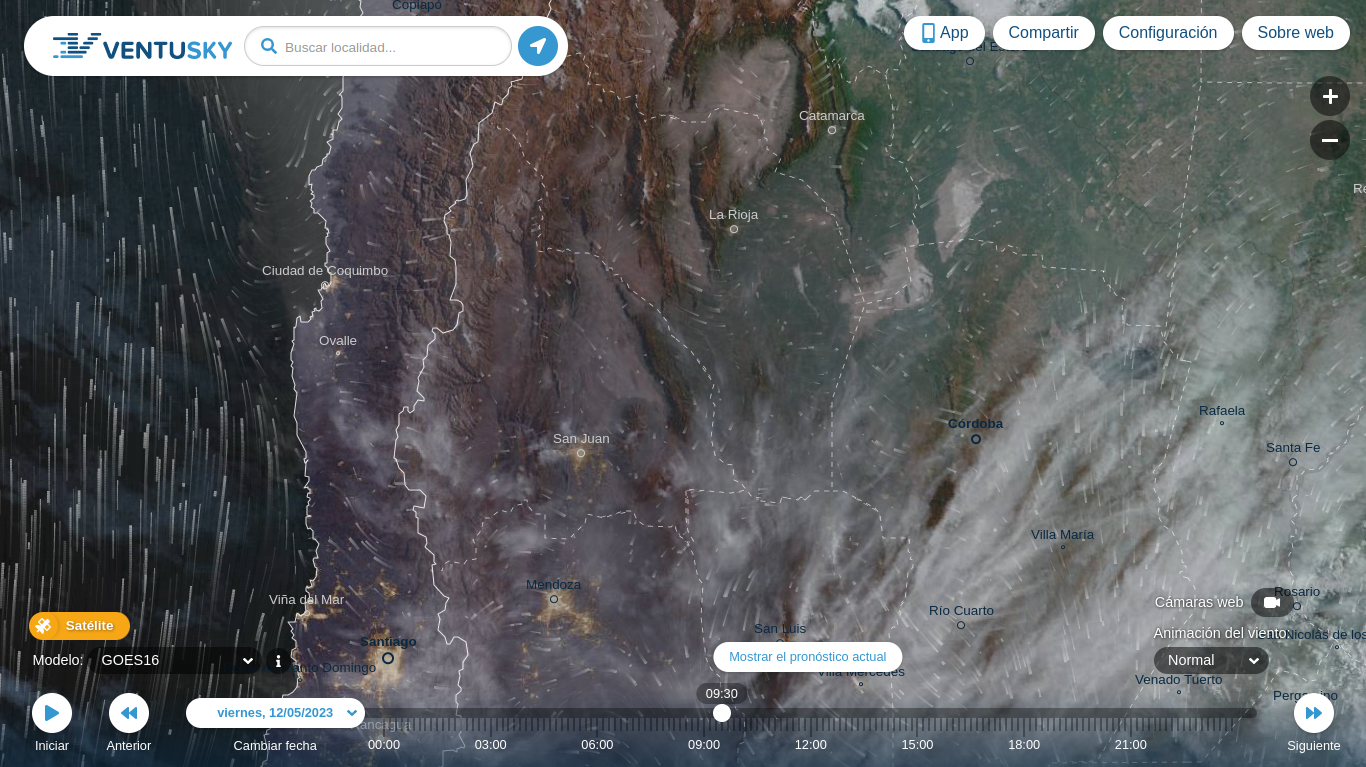 Copiapó
VENTUSKY
Buscar localidad...
App
Compartir
Configuración
Sobre web
Catamarca
La Rioja
Ciudad de Coquimbo
Ovalle
Córdoba
Rafaela
San Juan
Santa Fe
Villa María
Mendoza
Viña del Mar
Rosario
Cámaras web
Río Cuarto
Satélite
San Luis
Animación del viento:
Nicolás de los
Santiago
Mostrar el pronóstico actual
Modelo:
GOES16
Normal
Santo Domingo
Villa Mercedes
Venado Tuerto
09:30
viernes, 12/05/2023
Iniciar
Anterior
Cambiar fecha
00:00
03:00
06:00
09:00
12:00
15:00
18:00
21:00
Siguiente